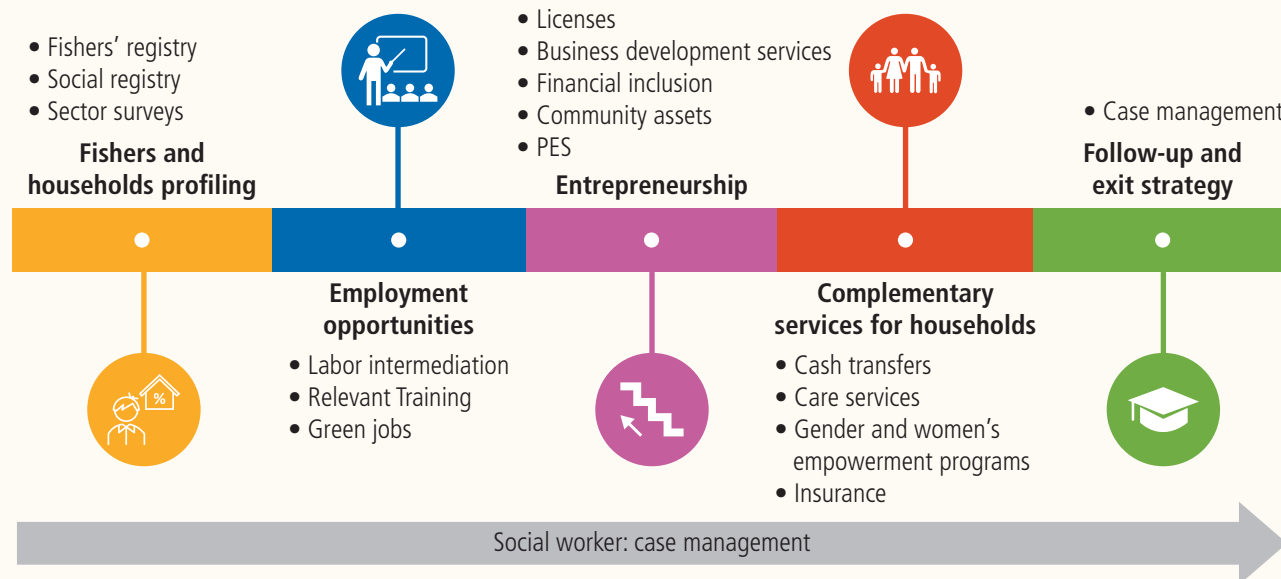 • Fishers’ registry
• Social registry
• Sector surveys
Fishers and
households profiling
%
Employment
opportunities
• Labor intermediation
• Relevant Training
• Green jobs
• Licenses
• Business development services
• Financial inclusion
• Community assets
• PES
Entrepreneurship
Complementary
services for households
• Cash transfers
• Care services
• Gender and women’s
empowerment programs
• Insurance
• Case management
Follow-up and
exit strategy
Social worker: case management